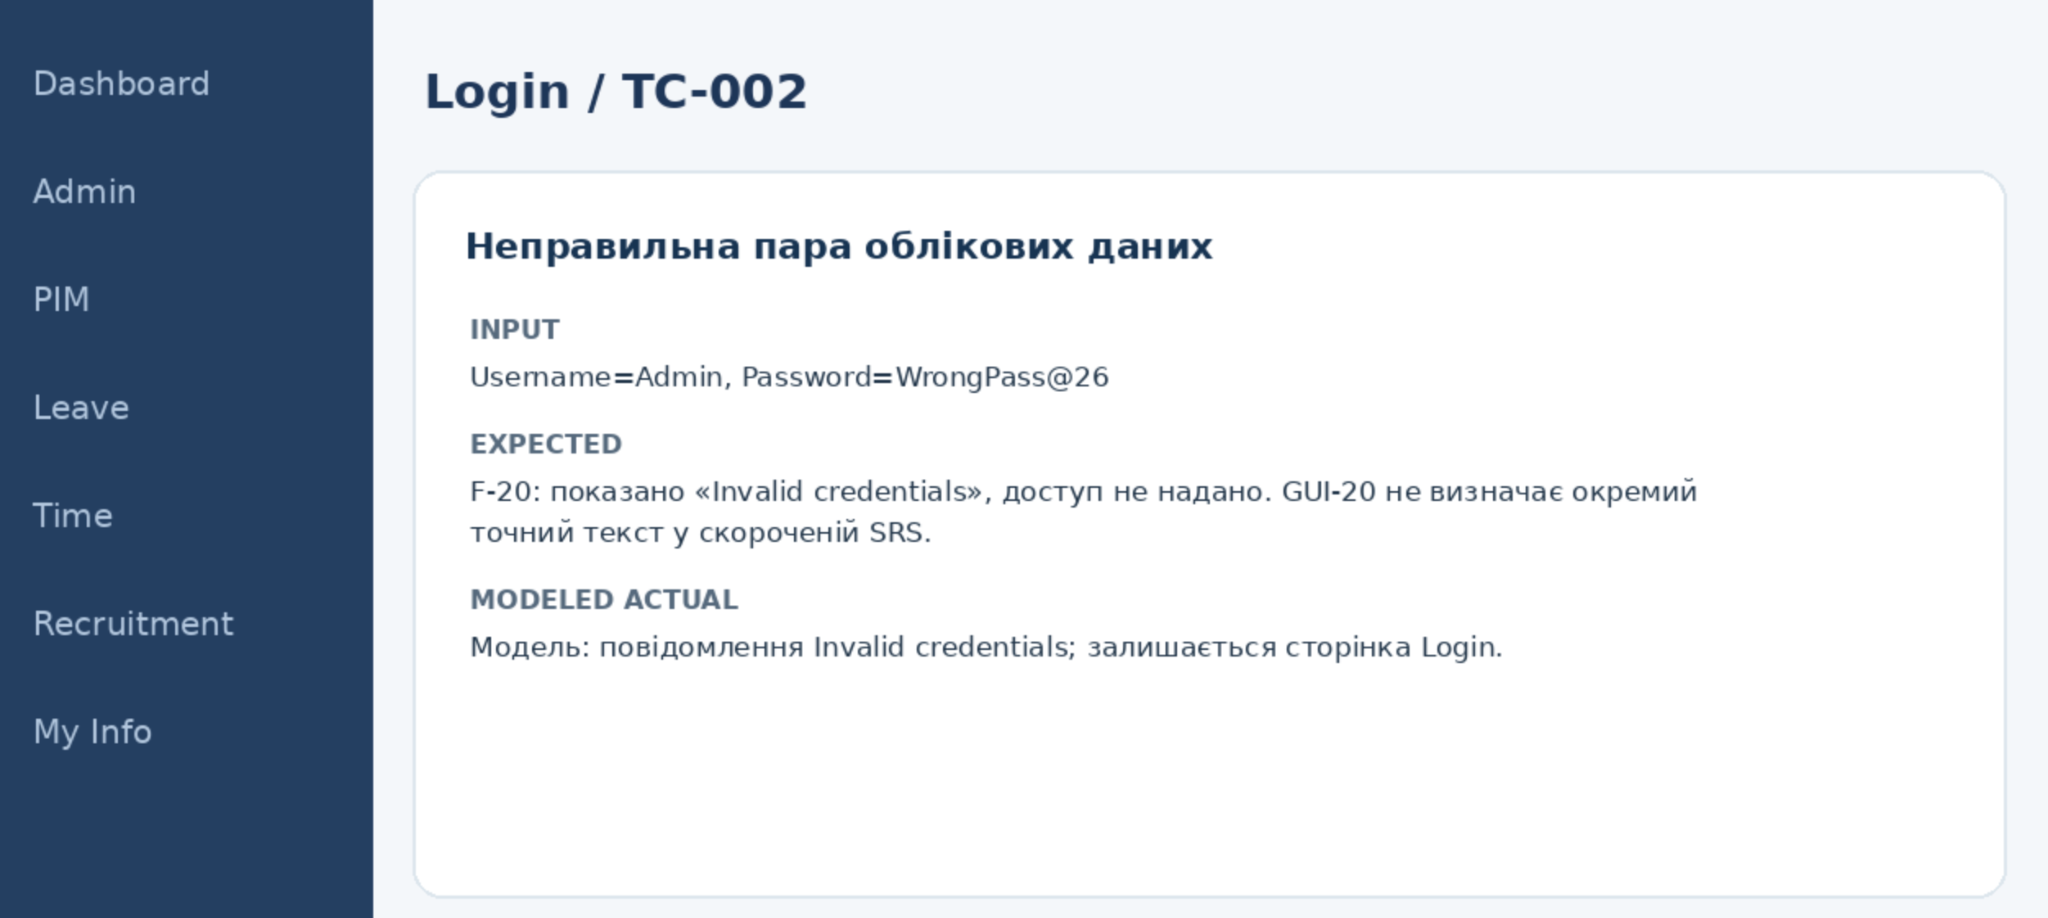 Dashboard
Admin
PIM
Leave
Time
Recruitment
My Info
Login / TC-002
Неправильна пара облікових даних
INPUT
Username=Admin, Password=WrongPass@26
EXPECTED
F-20: показано «Invalid credentials», доступ не надано. GUI-20 не визначає окремий
точний текст у скороченій SRS.
MODELED ACTUAL
Модель: повідомлення Invalid credentials; залишається сторінка Login.